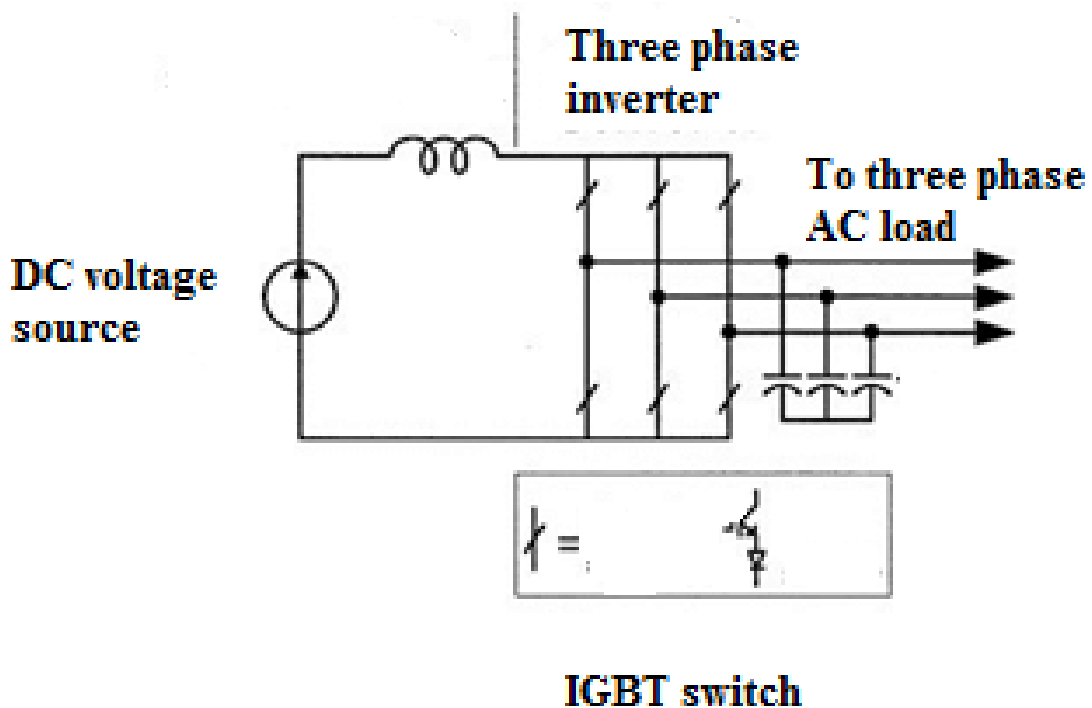 Three phase
inverter
To three phase
AC load
DC voltage
source
=
IGBT switch